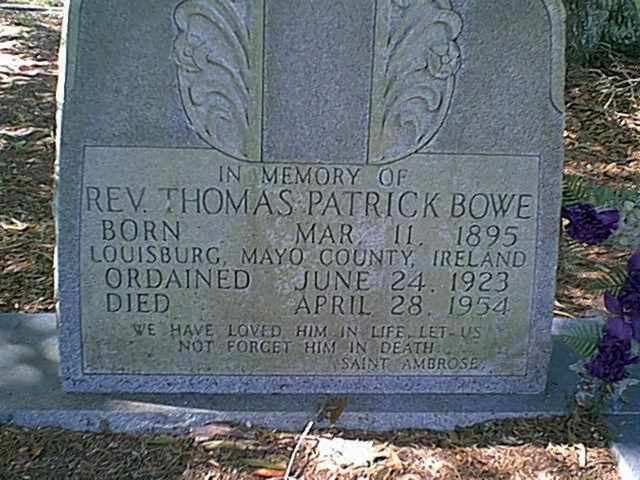 IN MEMORY OF
REV. THOMAS PATRICK BOWE
BORN MAR. 11, 1895
LOUISBURG, MAYO COUNTY, IRELAND
ORDAINED JUNE 24, 1923
DIED APRIL 28, 1954
WE HAVE LOVED HIM IN LIFE, LET US
NOT FORGET HIM IN DEATH
SAINT AMBROSE